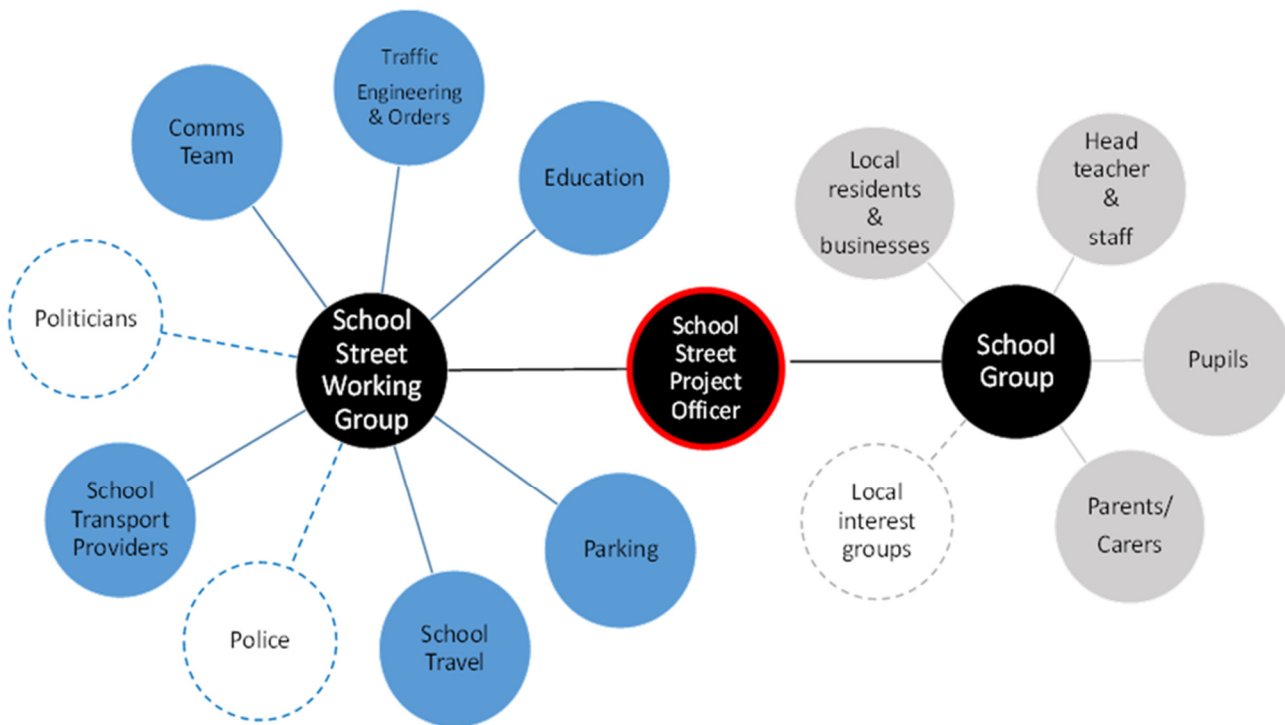 Traffic
Engineering
& Orders
Comms
Team
Education
Politicians
School
Street
Working
Group
School
Transport
Providers
Police
School
Travel
Parking
School
Street
Project
Officer
Local
residents
&
businesses
Head
teacher
&
staff
School
Group
Pupils
Local
interest
groups
Parents/
Carers